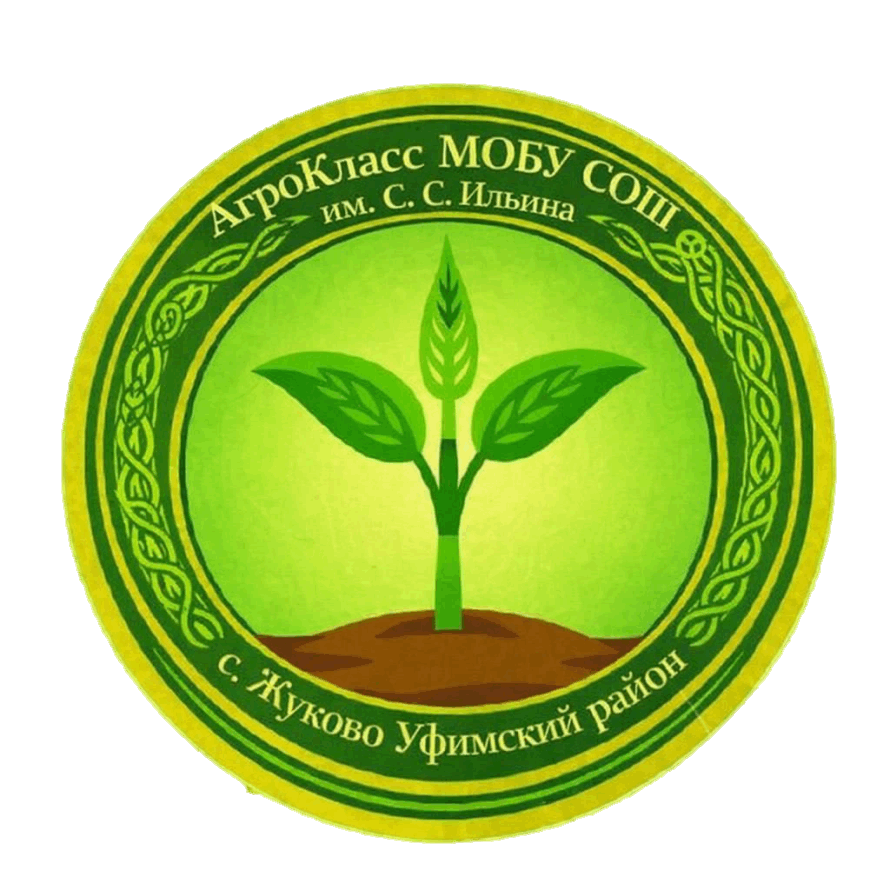 АгроКласс МОБУ СОШ
им. С. С. Ильина
с. Жуково Уфимский район